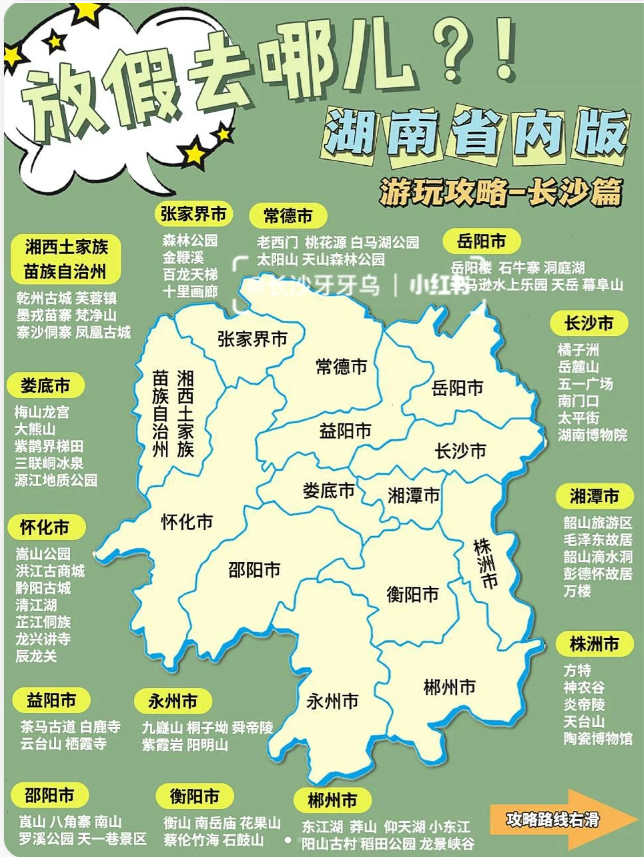 放假去哪儿？！
湖南省内版
游玩攻略-长沙篇
张家界市
森林公园
金鞭溪
百龙天梯
十里画廊
常德市
老西门 桃花源 白马湖公园
太阳山 天山森林公园
岳阳市
岳阳楼 石牛寨 洞庭湖
马逊水上乐园 天岳 幕阜山
长沙牙牙乌 | 小红书
湘西土家族
苗族自治州
乾州古城 芙蓉镇
墨戎苗寨 梵净山
寨沙侗寨 凤凰古城
长沙市
橘子洲
岳麓山
五一广场
南门口
太平街
湖南博物院
娄底市
梅山龙宫
大熊山
紫鹊界梯田
三联峒冰泉
源江地质公园
湘潭市
韶山旅游区
毛泽东故居
韶山滴水洞
彭德怀故居
万楼
怀化市
嵩山公园
洪江古商城
黔阳古城
清江湖
芷江侗族
龙兴讲寺
辰龙关
株洲市
方特
神农谷
炎帝陵
天台山
陶瓷博物馆
张家界市
常德市
岳阳市
湘西土家族
苗族自治州
益阳市
长沙市
娄底市
湘潭市
怀化市
株洲市
邵阳市
衡阳市
永州市
郴州市
益阳市
茶马古道 白鹿寺
云台山 栖霞寺
永州市
九嶷山 桐子坳 舜帝陵
紫霞岩 阳明山
邵阳市
崀山 八角寨 南山
罗溪公园 天一巷景区
衡阳市
衡山 南岳庙 花果山
蔡伦竹海 石鼓山
郴州市
东江湖 莽山 仰天湖 小东江
阳山古村 稻田公园 龙景峡谷
攻略路线右滑